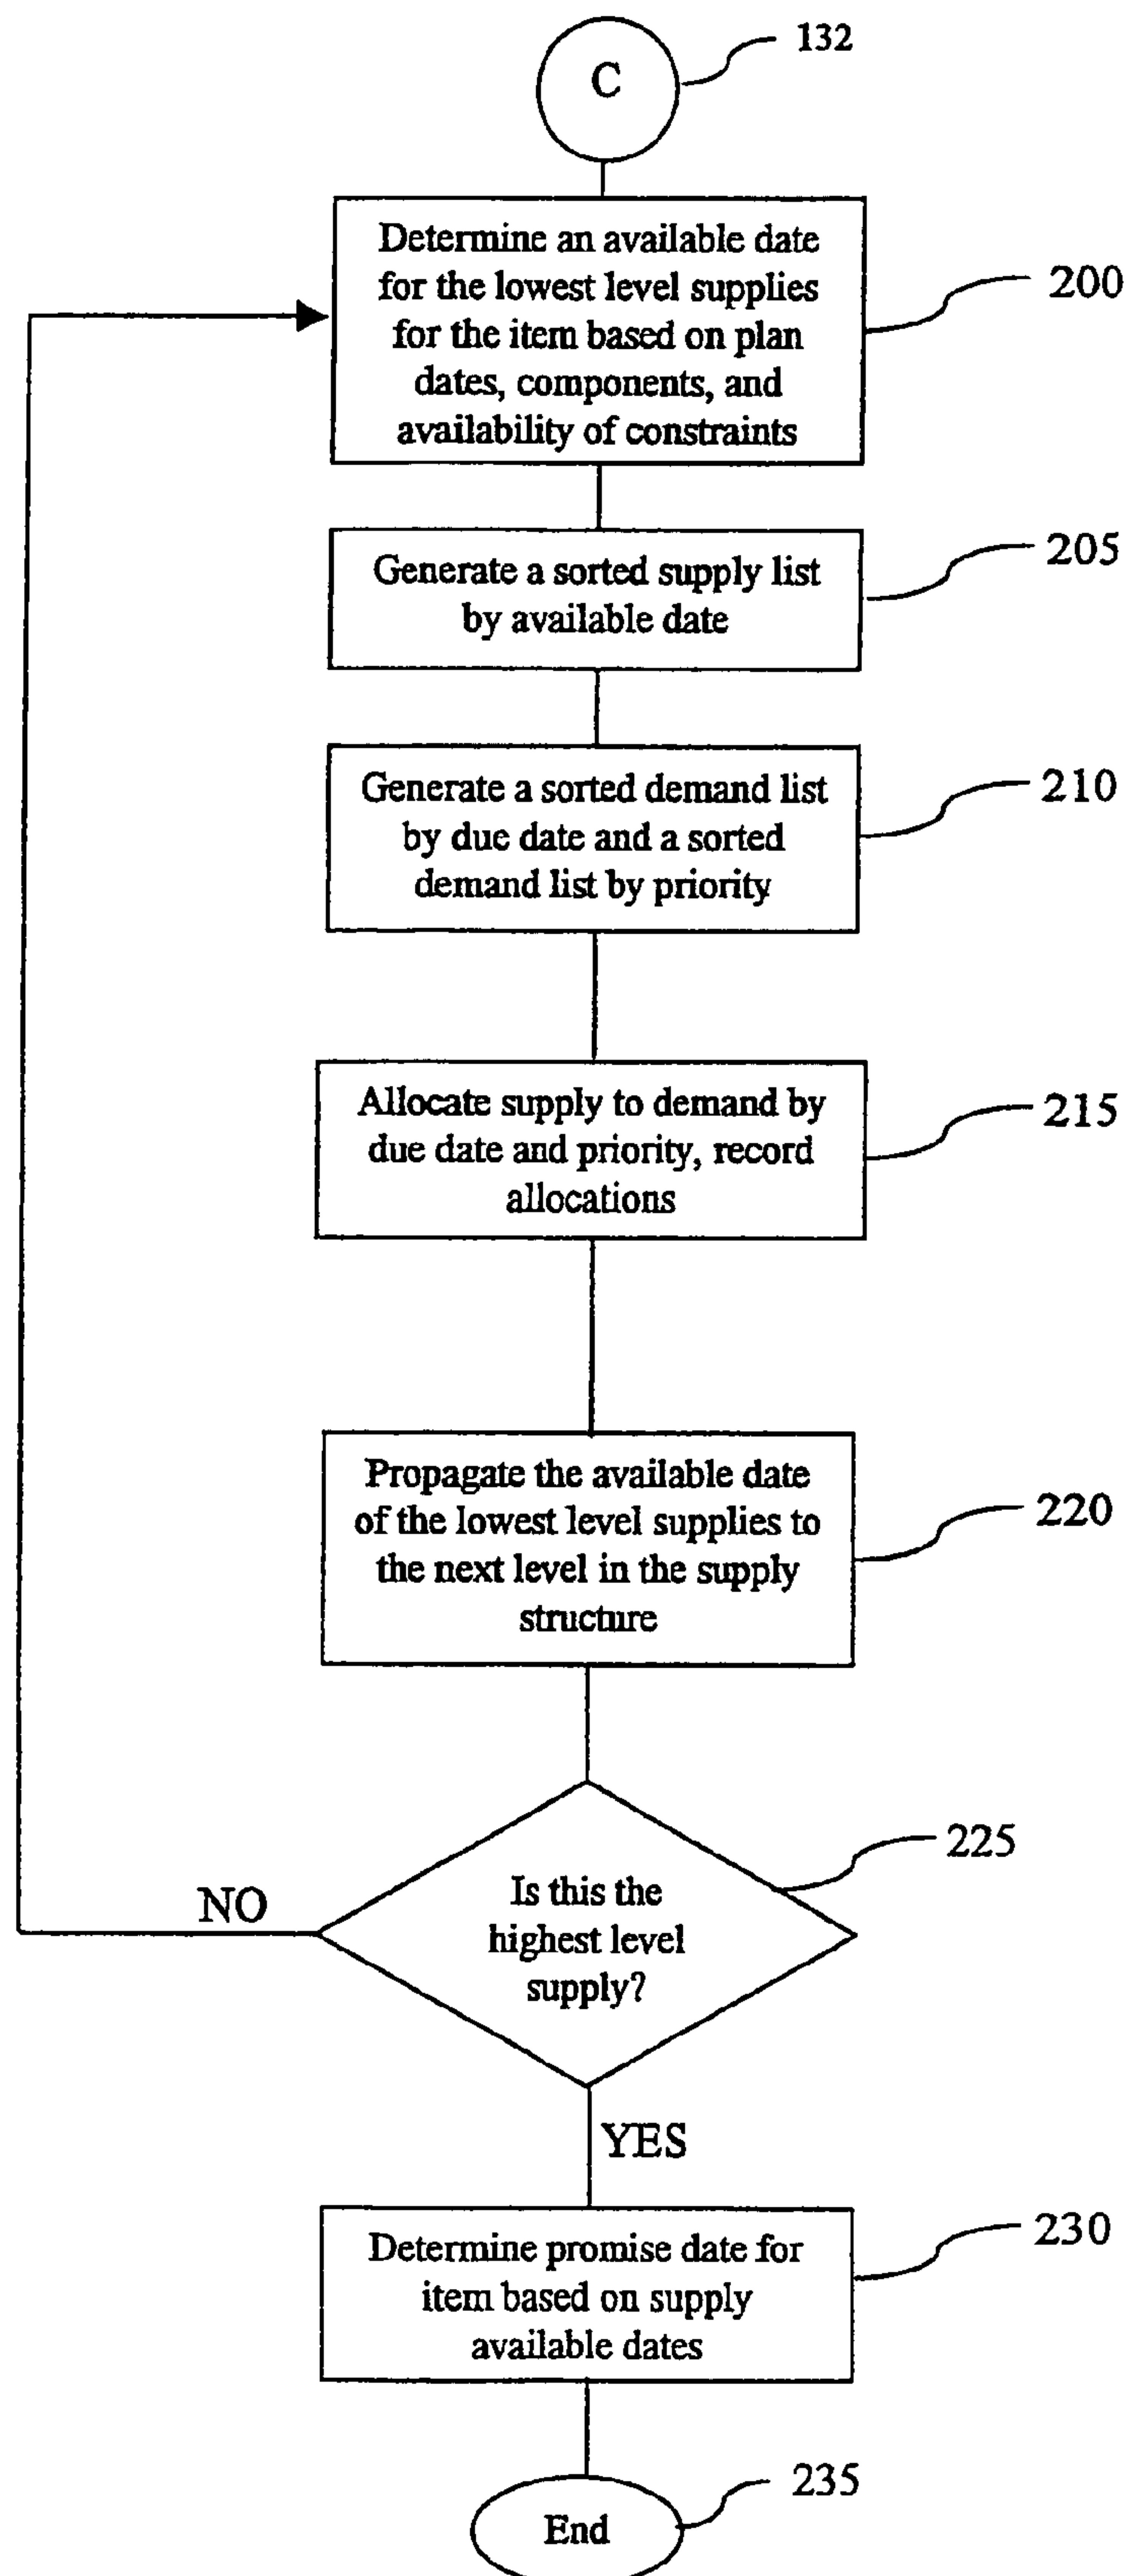 C
132
Determine an available date
for the lowest level supplies
for the item based on plan
dates, components, and
availability of constraints
200
Generate a sorted supply list
by available date
205
Generate a sorted demand list
by due date and a sorted
demand list by priority
210
Allocate supply to demand by
due date and priority, record
allocations
215
Propagate the available date
of the lowest level supplies to
the next level in the supply
structure
220
Is this the
highest level
supply?
225
NO
YES
Determine promise date for
item based on supply
available dates
230
End
235